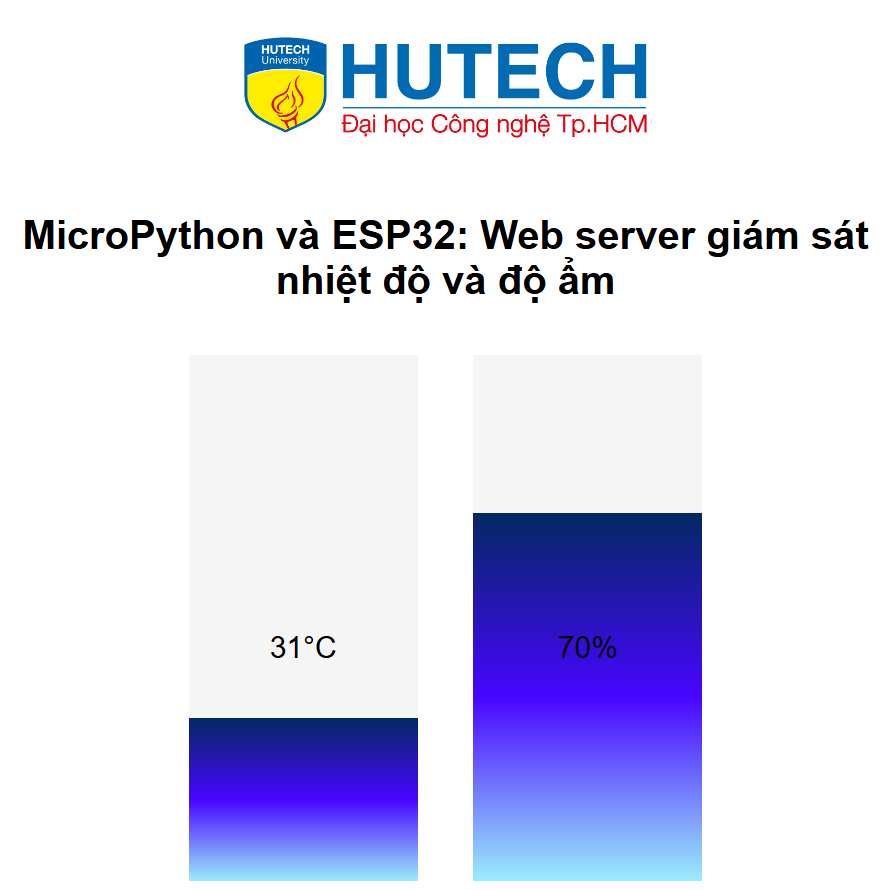 HUTECH
University
HUTECH
Đại học Công nghệ Tp.HCM
MicroPython và ESP32: Web server giám sát
nhiệt độ và độ ẩm
31°C
70%